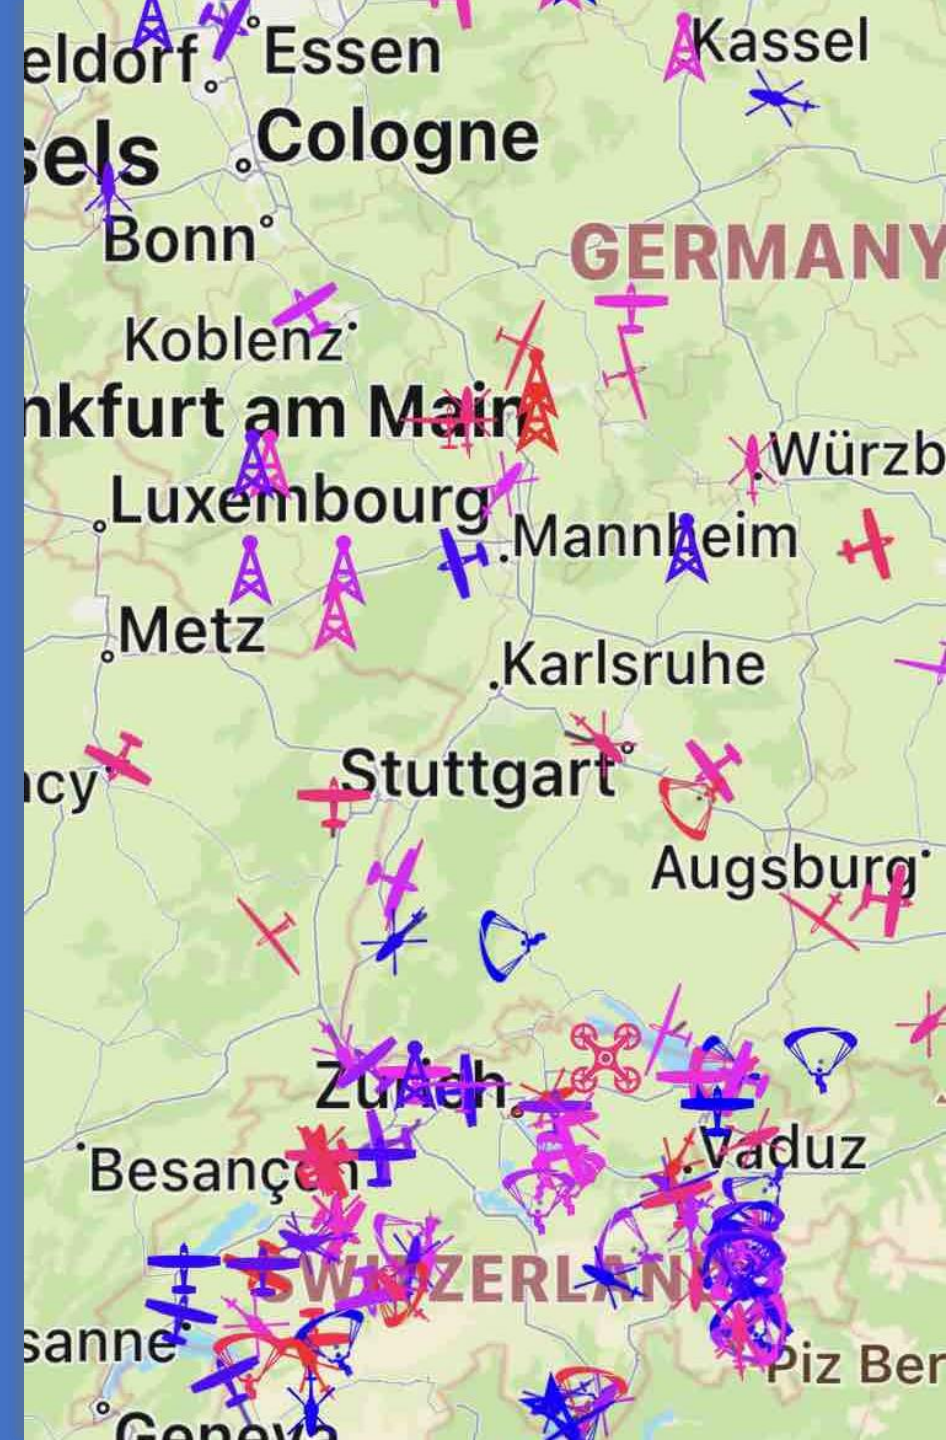 Kassel
eldorf
Essen
Cologne
sels
Bonn
GERMANY
Koblenz
nkfurt am Main
Würzb
Luxembourg
Mannheim
Metz
Karlsruhe
Stuttgart
ncy
Augsburg
Zürich
Vaduz
Besançon
SWITZERLAND
sanne
Piz Ber
Geneva